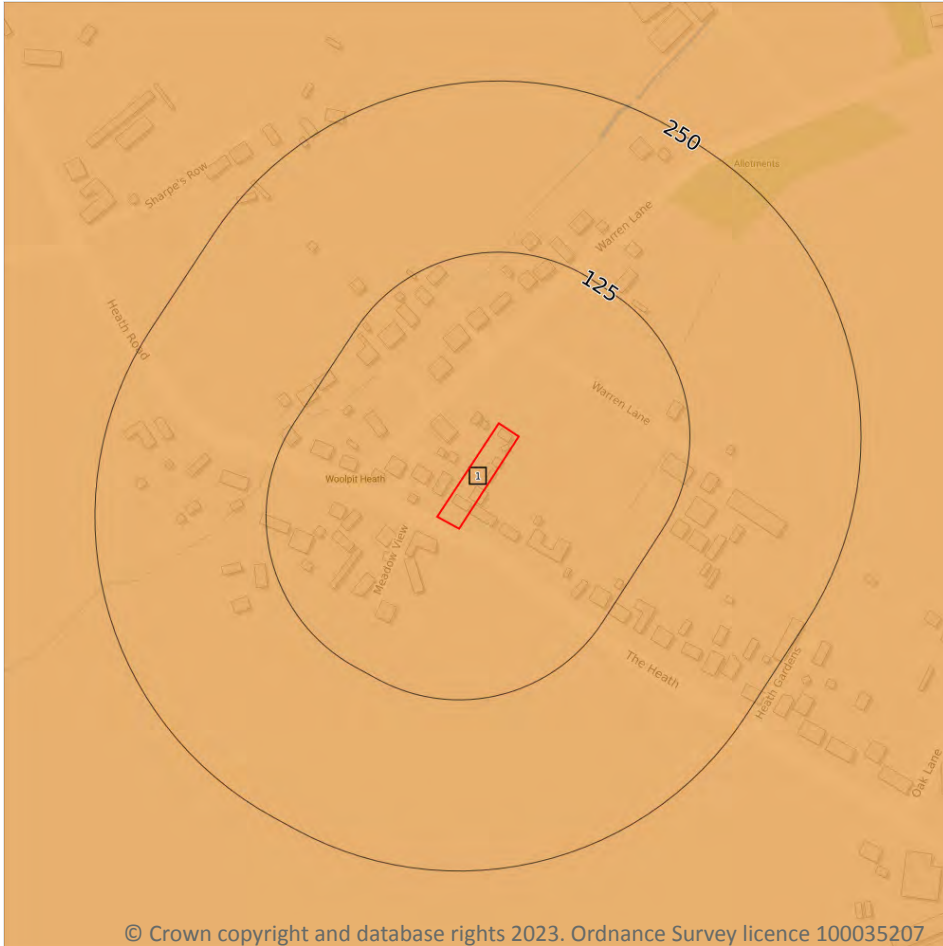 250
Allotments
Sharpe's Row
Warren Lane
125
Heath Road
Warren Lane
1
Woolpit Heath
Meadow View
The Heath
Heath Gardens
Oak Lane
© Crown copyright and database rights 2023. Ordnance Survey licence 100035207